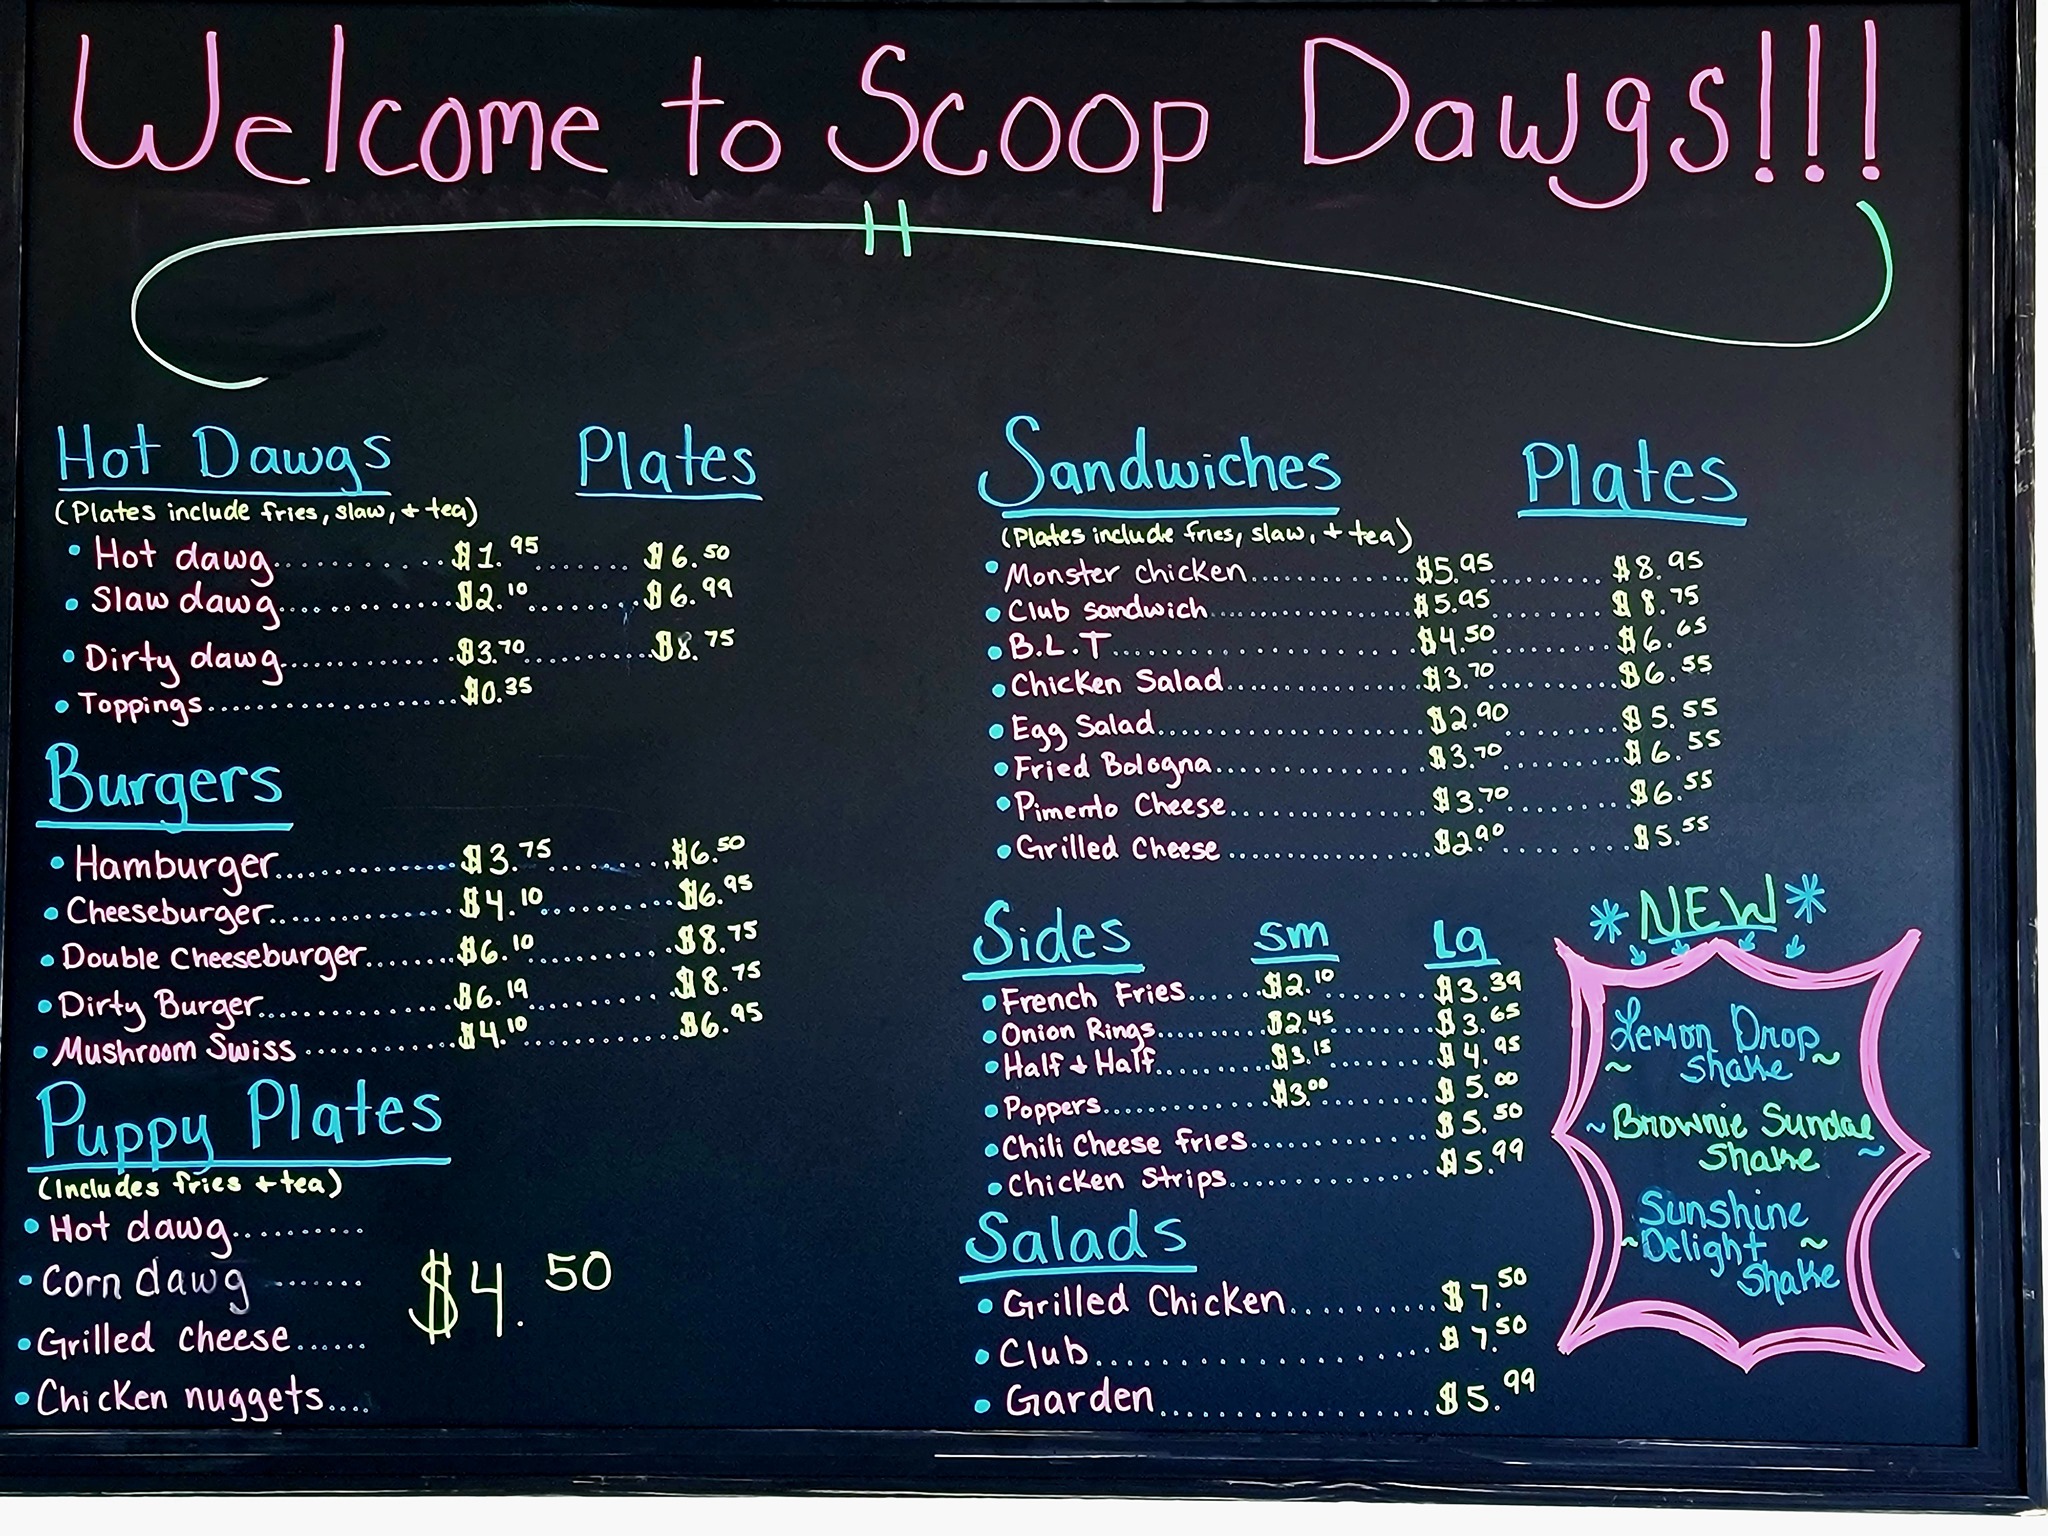 Welcome to Scoop Dawgs!!!
Hot Dawgs Plates
(Plates include fries, slaw, + tea)
• Hot dawg..............$1.95........$6.50
• Slaw dawg..............$2.10.........$6.99
• Dirty dawg..............$3.70..........$8.75
• Toppings...................$0.35
Burgers
• Hamburger.................$3.75..........$6.50
• Cheeseburger..............$4.10..........$6.95
• Double Cheeseburger.......$6.10..........$8.75
• Dirty Burger................$6.19..........$8.75
• Mushroom Swiss............$4.10............$6.95
Puppy Plates
(Includes fries + tea)
• Hot dawg..........
• Corn dawg.......
• Grilled cheese......
• Chicken nuggets....
$4.50
Sandwiches Plates
(Plates include fries, slaw, + tea)
• Monster chicken............$5.95.........$8.95
• Club sandwich................$5.95.........$8.75
• B.L.T.........................$4.50.........$6.65
• Chicken Salad..............$3.70.........$6.55
• Egg Salad...................$2.90.........$5.55
• Fried Bologna...............$3.70.........$6.55
• Pimento Cheese..............$3.70.........$6.55
• Grilled Cheese...............$2.90.........$5.55
Sides Sm Lg
• French Fries......$2.10.........$3.39
• Onion Rings.........$2.45.........$3.65
• Half + Half.........$3.15.........$4.95
• Poppers............$3.00.........$5.00
• Chili Cheese fries..............$5.50
• Chicken Strips................$5.99
Salads
• Grilled Chicken..........$7.50
• Club......................$7.50
• Garden...................$5.99
* NEW *
Lemon Drop
~ Shake ~
~ Brownie Sundae
Shake ~
Sunshine
~ Delight ~
Shake